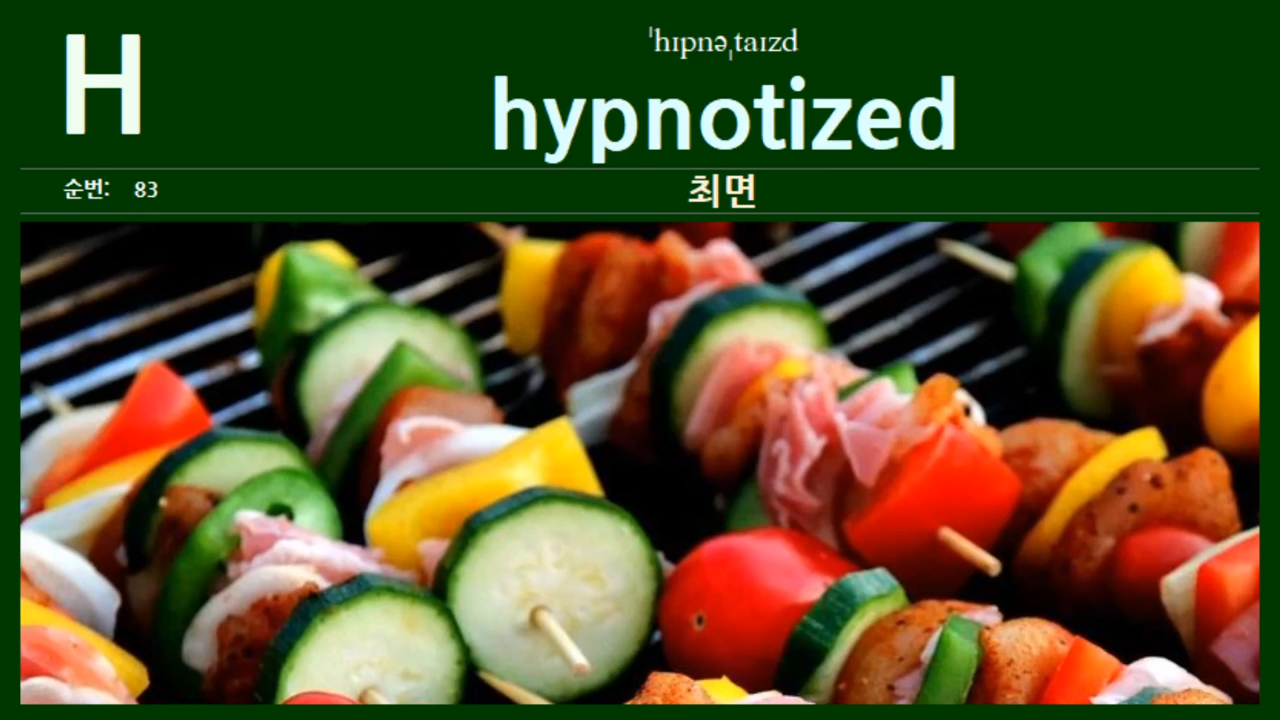 H
ˈhɪpnəˌtaɪzd
hypnotized
순번: 83
최면